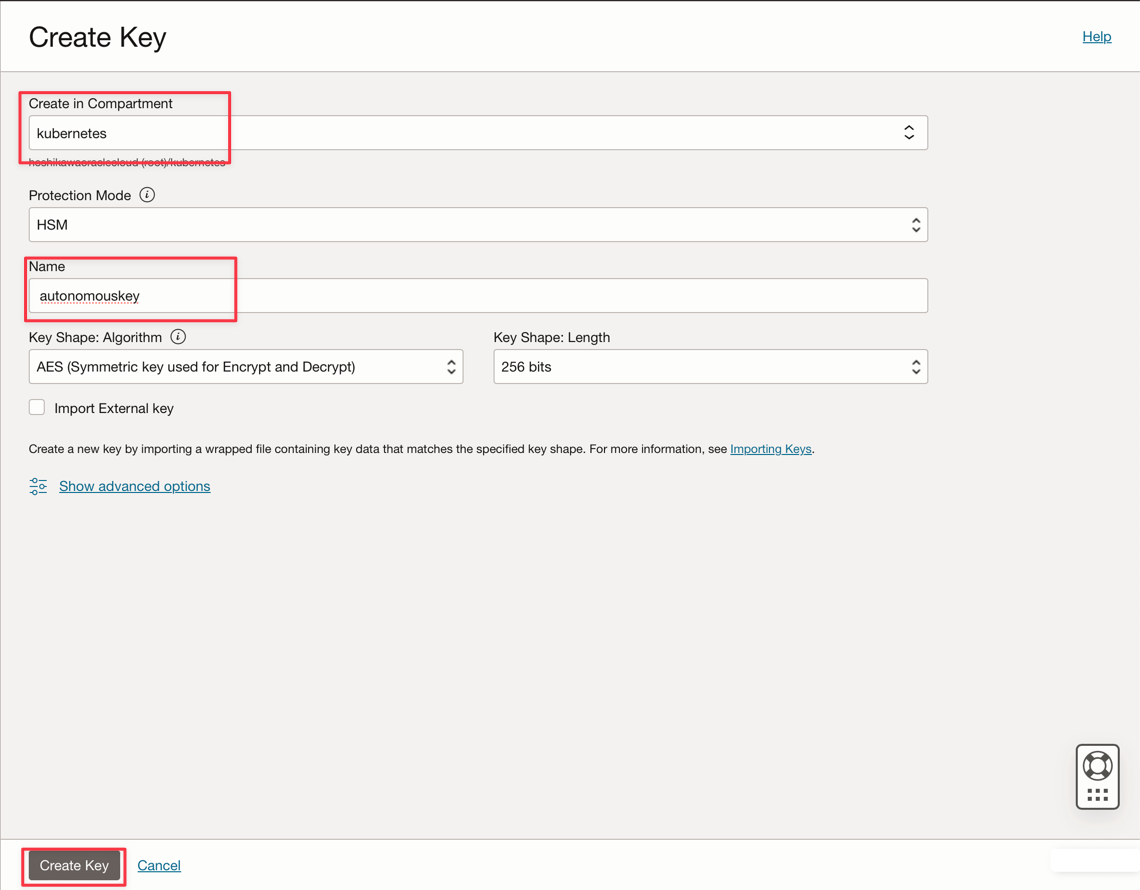 Create Key
Help
Create in Compartment
kubernetes
hoshikawaoraclecloud (root)/kubernetes
Protection Mode
HSM
Name
autonomouskey
Key Shape: Algorithm
Key Shape: Length
AES (Symmetric key used for Encrypt and Decrypt)
256 bits
Import External key
Create a new key by importing a wrapped file containing key data that matches the specified key shape. For more information, see Importing Keys.
Show advanced options
Create Key
Cancel